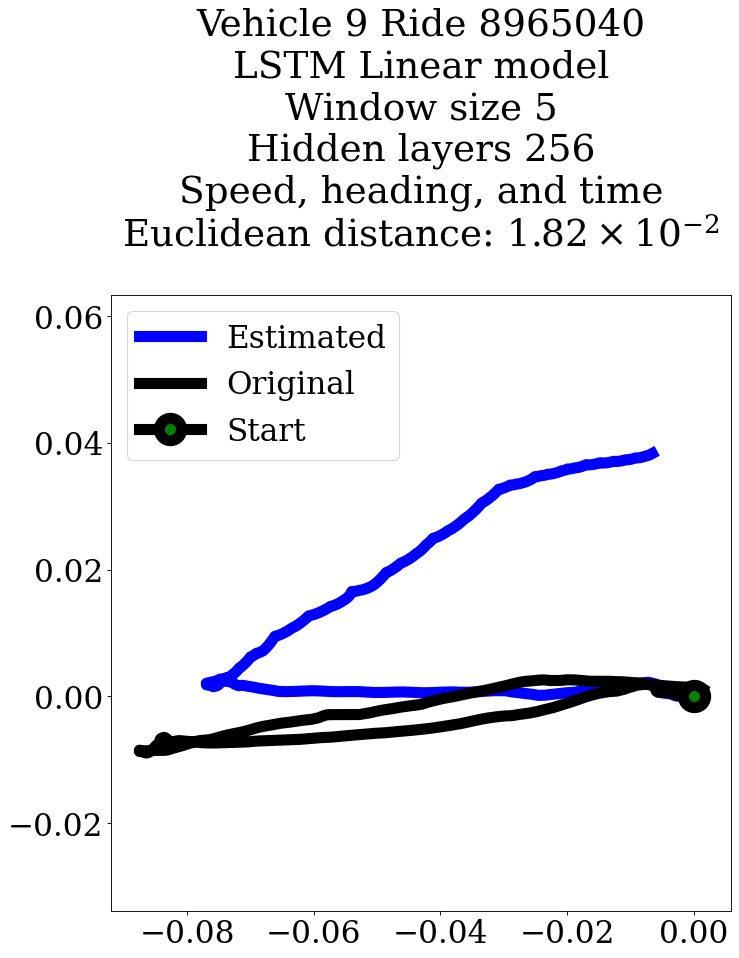 Vehicle 9 Ride 8965040
LSTM Linear model
Window size 5
Hidden layers 256
Speed, heading, and time
Euclidean distance: 1.82 × 10⁻²
0.06
Estimated
Original
Start
0.04
0.02
0.00
−0.02
−0.08 −0.06 −0.04 −0.02 0.00